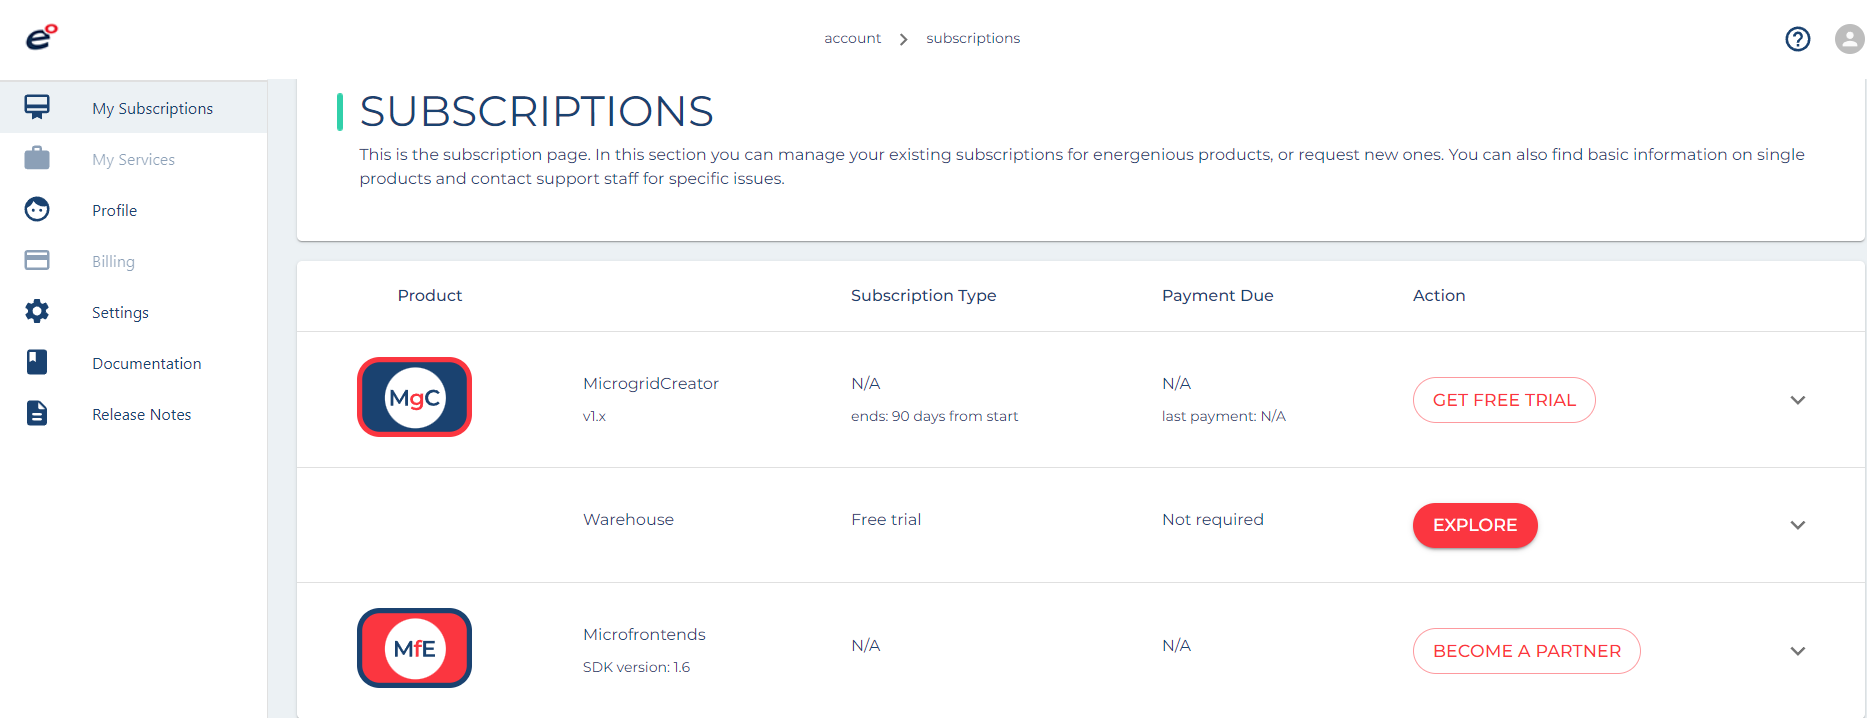 eo
account > subscriptions
My Subscriptions
My Services
Profile
Billing
Settings
Documentation
Release Notes
SUBSCRIPTIONS
This is the subscription page. In this section you can manage your existing subscriptions for energenious products, or request new ones. You can also find basic information on single
products and contact support staff for specific issues.
Product Subscription Type Payment Due Action
MgC
MicrogridCreator N/A N/A
v1.x ends: 90 days from start last payment: N/A
GET FREE TRIAL
Warehouse Free trial Not required EXPLORE
MfE
Microfrontends
SDK version: 1.6
N/A N/A BECOME A PARTNER